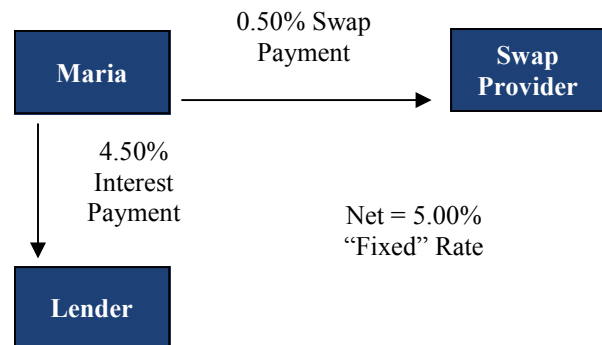 0.50% Swap
Payment
Maria
Swap
Provider
4.50%
Interest
Payment
Net = 5.00%
“Fixed” Rate
Lender